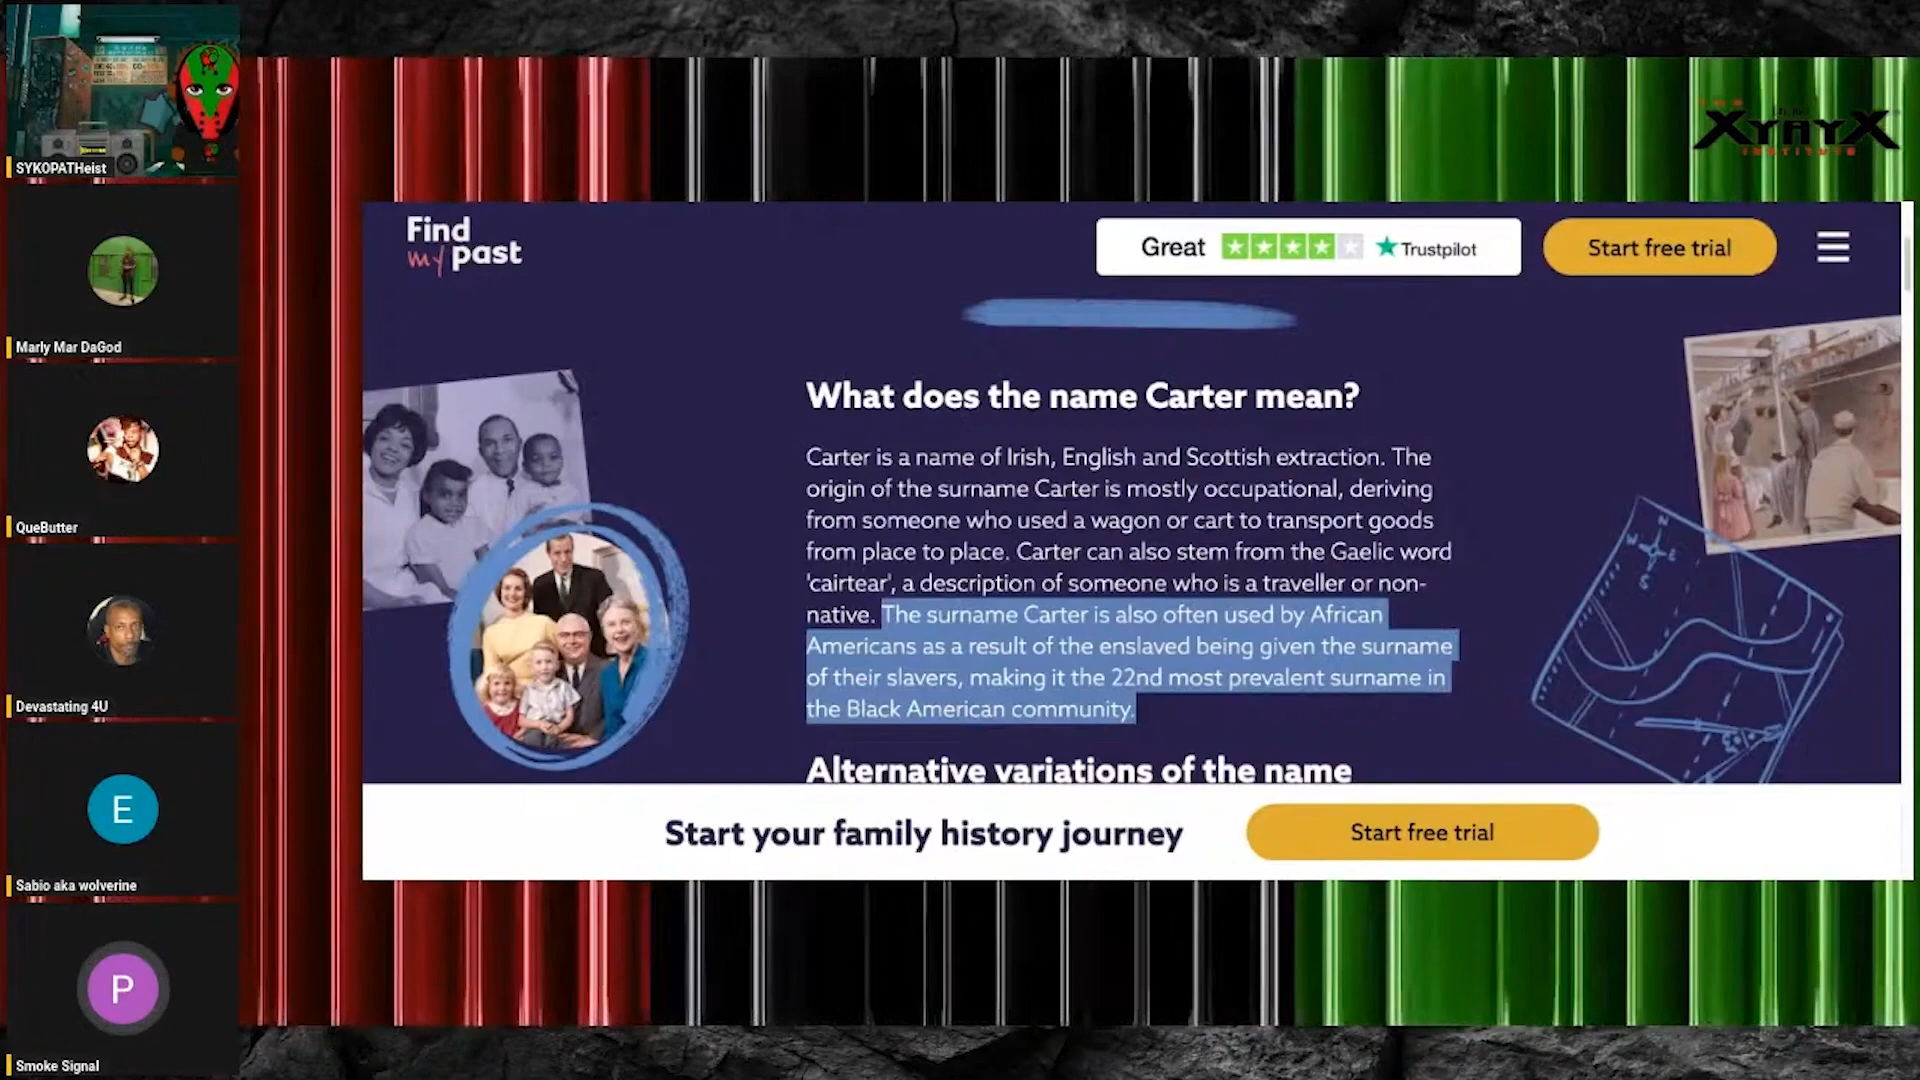 SYKOPATHeist
Marly Mar DaGod
QueButter
Devastating 4U
E
Sabio aka wolverine
P
Smoke Signal
XYAYX
INSTITUTE
Find
my past
Great
Trustpilot
Start free trial
What does the name Carter mean?
Carter is a name of Irish, English and Scottish extraction. The
origin of the surname Carter is mostly occupational, deriving
from someone who used a wagon or cart to transport goods
from place to place. Carter can also stem from the Gaelic word
'cairtear', a description of someone who is a traveller or non-
native. The surname Carter is also often used by African
Americans as a result of the enslaved being given the surname
of their slavers, making it the 22nd most prevalent surname in
the Black American community.
Alternative variations of the name
N
W E
S
Start your family history journey
Start free trial